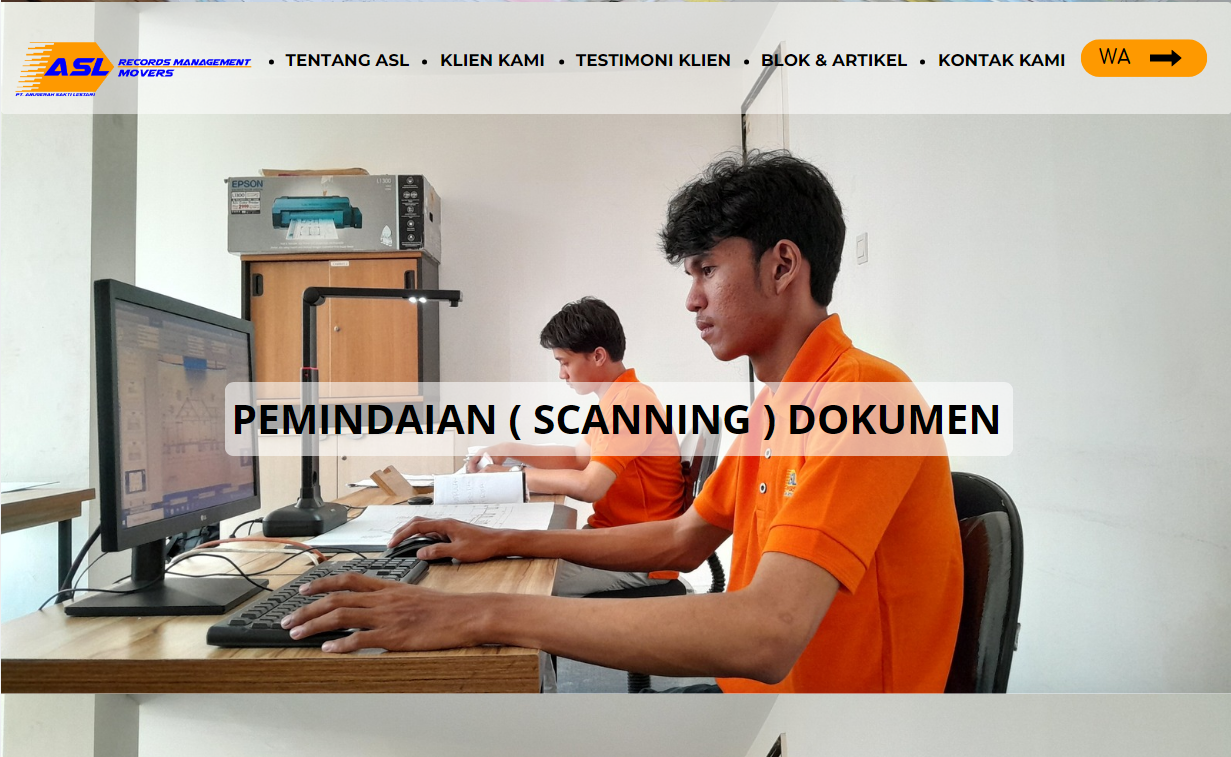 ASL
RECORDS MANAGEMENT
MOVERS
PT. ANUGERAH SAKTI LESTARI
• TENTANG ASL • KLIEN KAMI • TESTIMONI KLIEN • BLOK & ARTIKEL • KONTAK KAMI
WA
EPSON
L1300
PEMINDAIAN ( SCANNING ) DOKUMEN